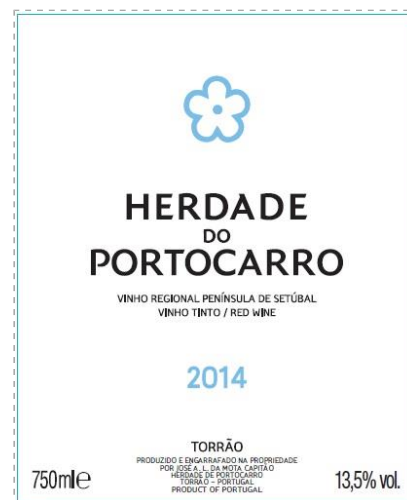 HERDADE
DO
PORTOCARRO
VINHO REGIONAL PENÍNSULA DE SETÚBAL
VINHO TINTO / RED WINE
2014
TORRÃO
PRODUZIDO E ENGARRAFADO NA PROPRIEDADE
POR JOSÉ A. L. DA MOTA CAPITÃO
HERDADE DE PORTOCARRO
TORRÃO – PORTUGAL
PRODUCT OF PORTUGAL
750ml℮
13,5% vol.